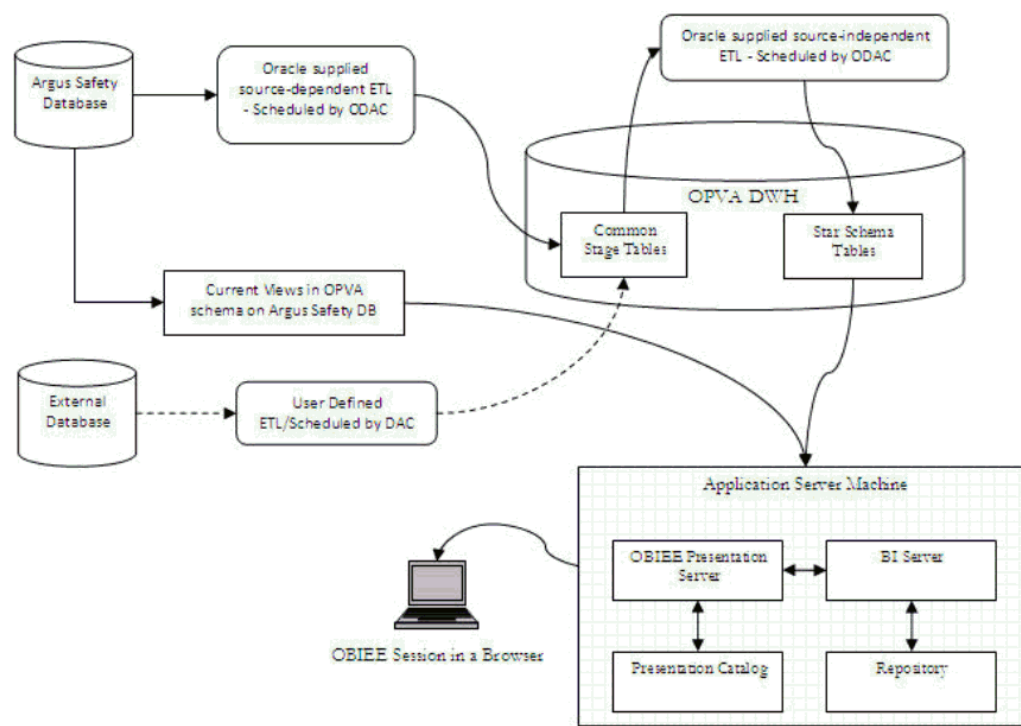 Argus Safety
Database
Oracle supplied
source-dependent ETL
- Scheduled by ODAC
Oracle supplied source-independent
ETL - Scheduled by ODAC
OPVA DWH
Common
Stage Tables
Star Schema
Tables
Current Views in OPVA
schema on Argus Safety DB
External
Database
User Defined
ETL/Scheduled by DAC
Application Server Machine
OBIEE Presentation
Server
BI Server
Presentation Catalog
Repository
OBIEE Session in a Browser